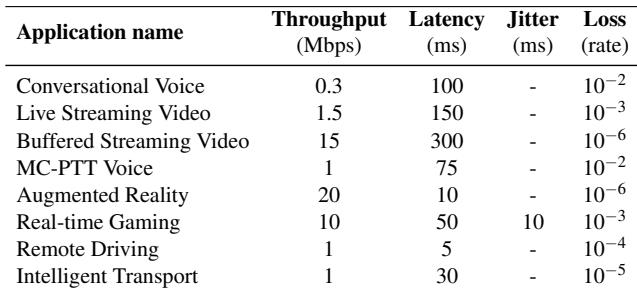 Application name Throughput Latency Jitter Loss
(Mbps) (ms) (ms) (rate)
Conversational Voice 0.3 100 - 10⁻²
Live Streaming Video 1.5 150 - 10⁻³
Buffered Streaming Video 15 300 - 10⁻⁶
MC-PTT Voice 1 75 - 10⁻²
Augmented Reality 20 10 - 10⁻⁶
Real-time Gaming 10 50 10 10⁻³
Remote Driving 1 5 - 10⁻⁴
Intelligent Transport 1 30 - 10⁻⁵